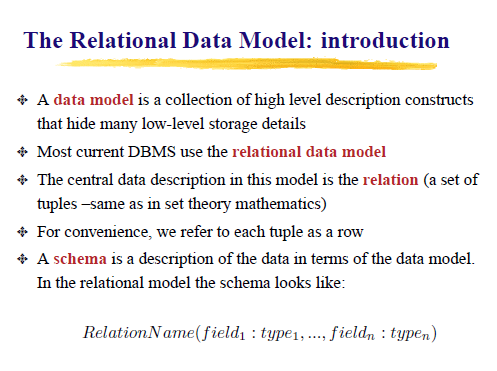 The Relational Data Model: introduction
A data model is a collection of high level description constructs
that hide many low-level storage details
Most current DBMS use the relational data model
The central data description in this model is the relation (a set of
tuples –same as in set theory mathematics)
For convenience, we refer to each tuple as a row
A schema is a description of the data in terms of the data model.
In the relational model the schema looks like:
RelationName(field₁ : type₁, ..., fieldₙ : typeₙ)